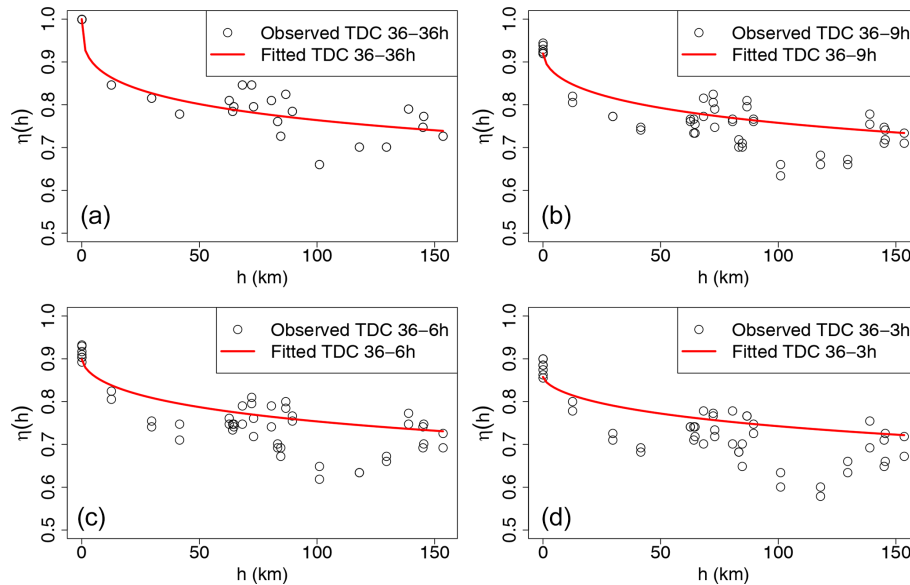 Observed TDC 36–36h
Fitted TDC 36–36h
1.0
0.9
0.8
0.7
0.6
0.5
η(h)
(a)
0 50 100 150
h (km)
Observed TDC 36–9h
Fitted TDC 36–9h
1.0
0.9
0.8
0.7
0.6
0.5
η(h)
(b)
0 50 100 150
h (km)
Observed TDC 36–6h
Fitted TDC 36–6h
1.0
0.9
0.8
0.7
0.6
0.5
η(h)
(c)
0 50 100 150
h (km)
Observed TDC 36–3h
Fitted TDC 36–3h
1.0
0.9
0.8
0.7
0.6
0.5
η(h)
(d)
0 50 100 150
h (km)